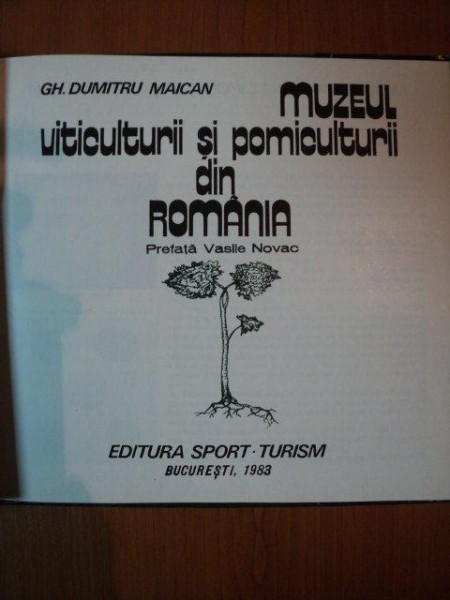 GH. DUMITRU MAICAN
MUZEUL
viticulturii și pomiculturii
din
ROMÂNIA
Prefață Vasile Novac
EDITURA SPORT · TURISM
BUCUREȘTI, 1983